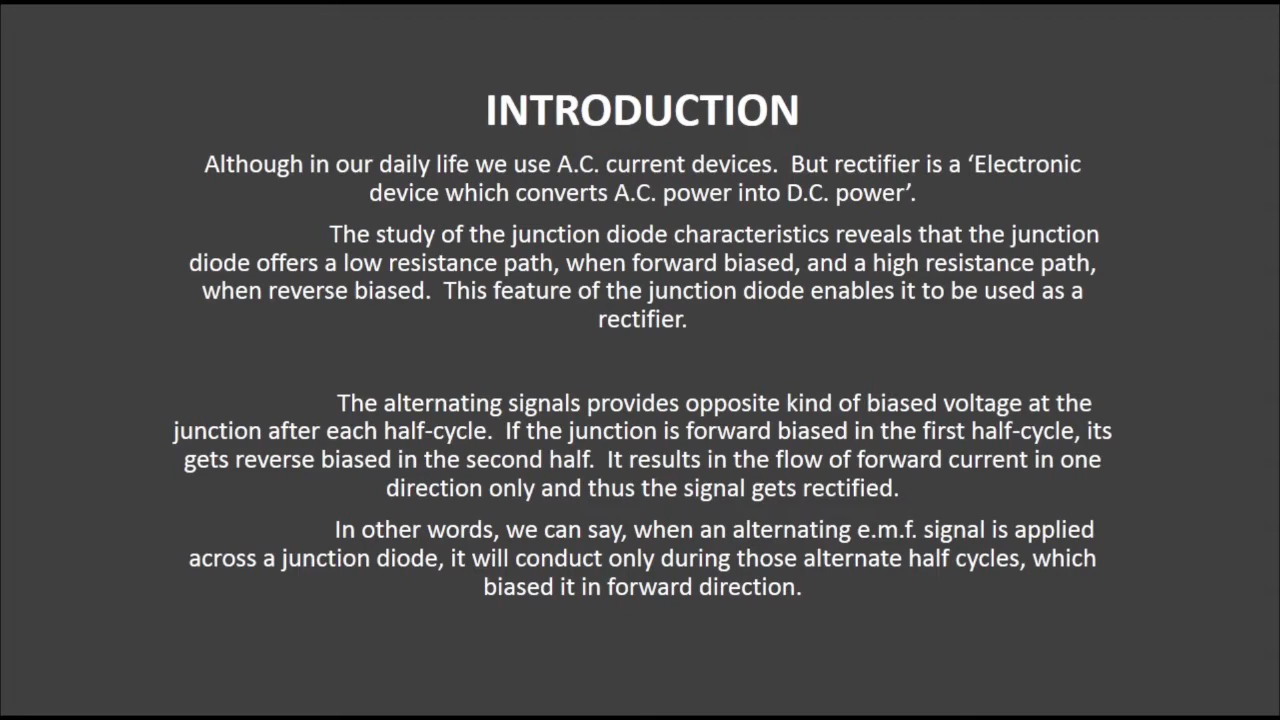 INTRODUCTION
Although in our daily life we use A.C. current devices.  But rectifier is a ‘Electronic
device which converts A.C. power into D.C. power’.
The study of the junction diode characteristics reveals that the junction
diode offers a low resistance path, when forward biased, and a high resistance path,
when reverse biased.  This feature of the junction diode enables it to be used as a
rectifier.
The alternating signals provides opposite kind of biased voltage at the
junction after each half-cycle.  If the junction is forward biased in the first half-cycle, its
gets reverse biased in the second half.  It results in the flow of forward current in one
direction only and thus the signal gets rectified.
In other words, we can say, when an alternating e.m.f. signal is applied
across a junction diode, it will conduct only during those alternate half cycles, which
biased it in forward direction.